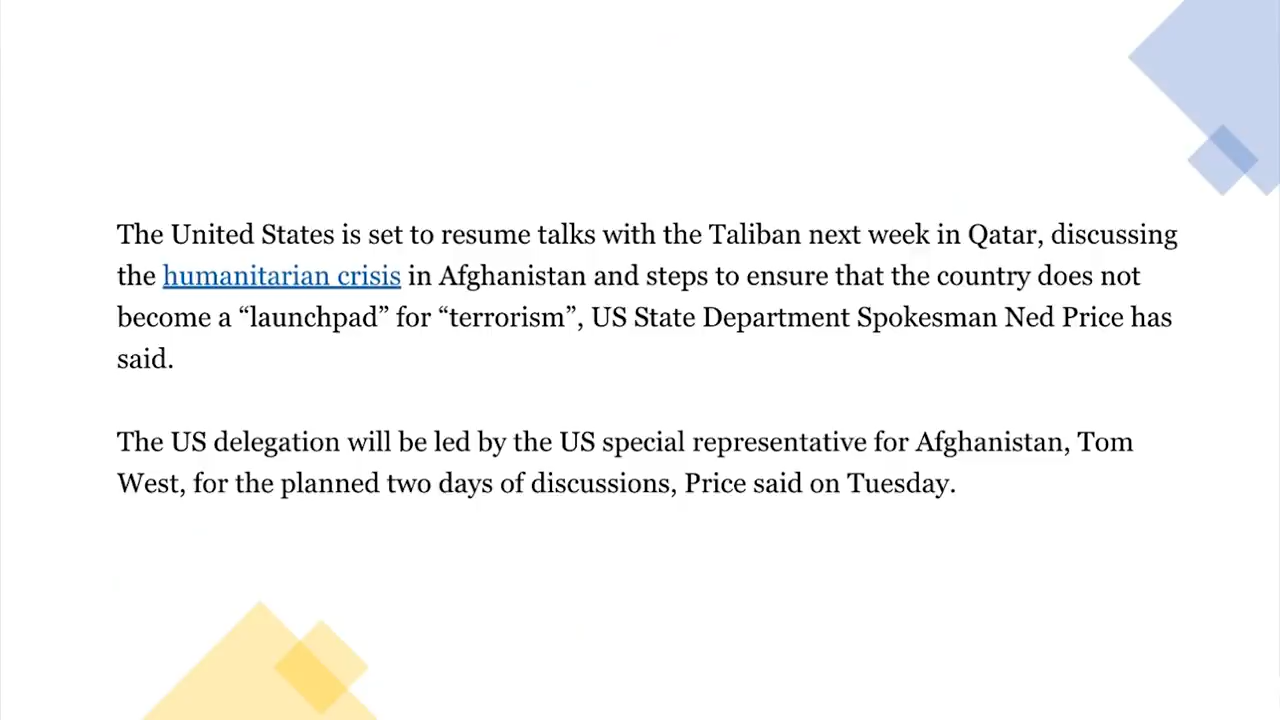 The United States is set to resume talks with the Taliban next week in Qatar, discussing
the humanitarian crisis in Afghanistan and steps to ensure that the country does not
become a “launchpad” for “terrorism”, US State Department Spokesman Ned Price has
said.
The US delegation will be led by the US special representative for Afghanistan, Tom
West, for the planned two days of discussions, Price said on Tuesday.